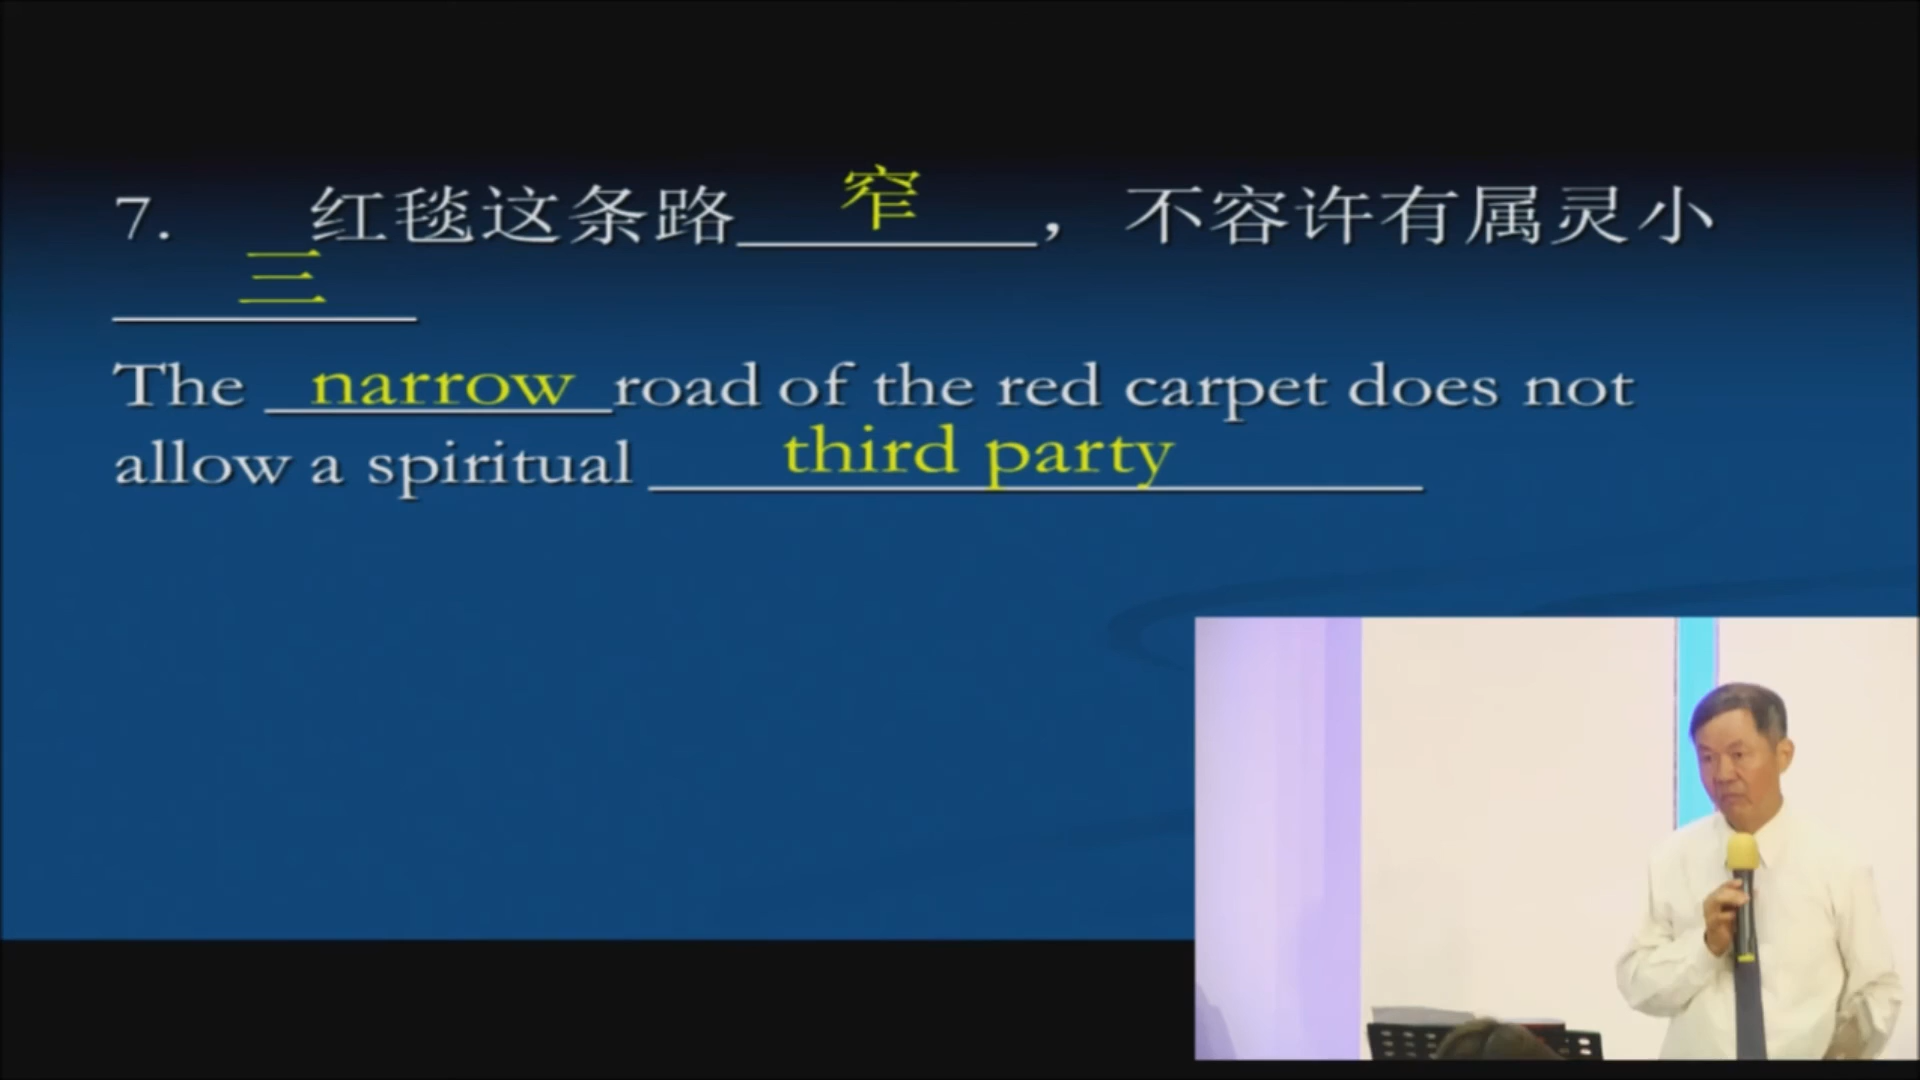 7. 红毯这条路窄，不容许有属灵小
三
The narrow road of the red carpet does not
allow a spiritual third party